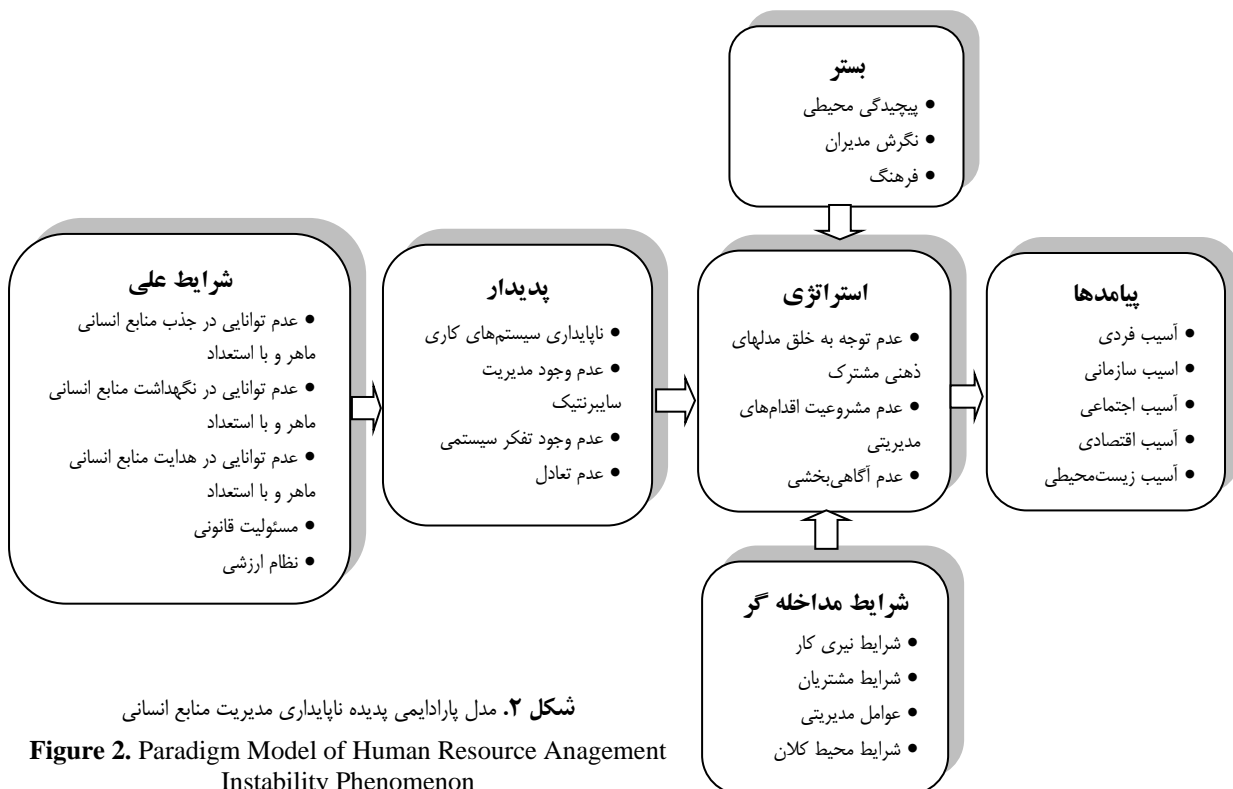 بستر
• پیچیدگی محیطی
• نگرش مدیران
• فرهنگ
شرایط علی
• عدم توانایی در جذب منابع انسانی
ماهر و با استعداد
• عدم توانایی در نگهداشت منابع انسانی
ماهر و با استعداد
• عدم توانایی در هدایت منابع انسانی
ماهر و با استعداد
• مسئولیت قانونی
• نظام ارزشی
پدیدار
• ناپایداری سیستم‌های کاری
• عدم وجود مدیریت
سایبرنتیک
• عدم وجود تفکر سیستمی
• عدم تعادل
استراتژی
• عدم توجه به خلق مدلهای
ذهنی مشترک
• عدم مشروعیت اقدام‌های
مدیریتی
• عدم آگاهی‌بخشی
پیامدها
• آسیب فردی
• اسیب سازمانی
• آسیب اجتماعی
• آسیب اقتصادی
• آسیب زیست‌محیطی
شرایط مداخله گر
• شرایط نیری کار
• شرایط مشتریان
• عوامل مدیریتی
• شرایط محیط کلان
شکل ۲. مدل پارادایمی پدیده ناپایداری مدیریت منابع انسانی
Figure 2. Paradigm Model of Human Resource Anagement
Instability Phenomenon